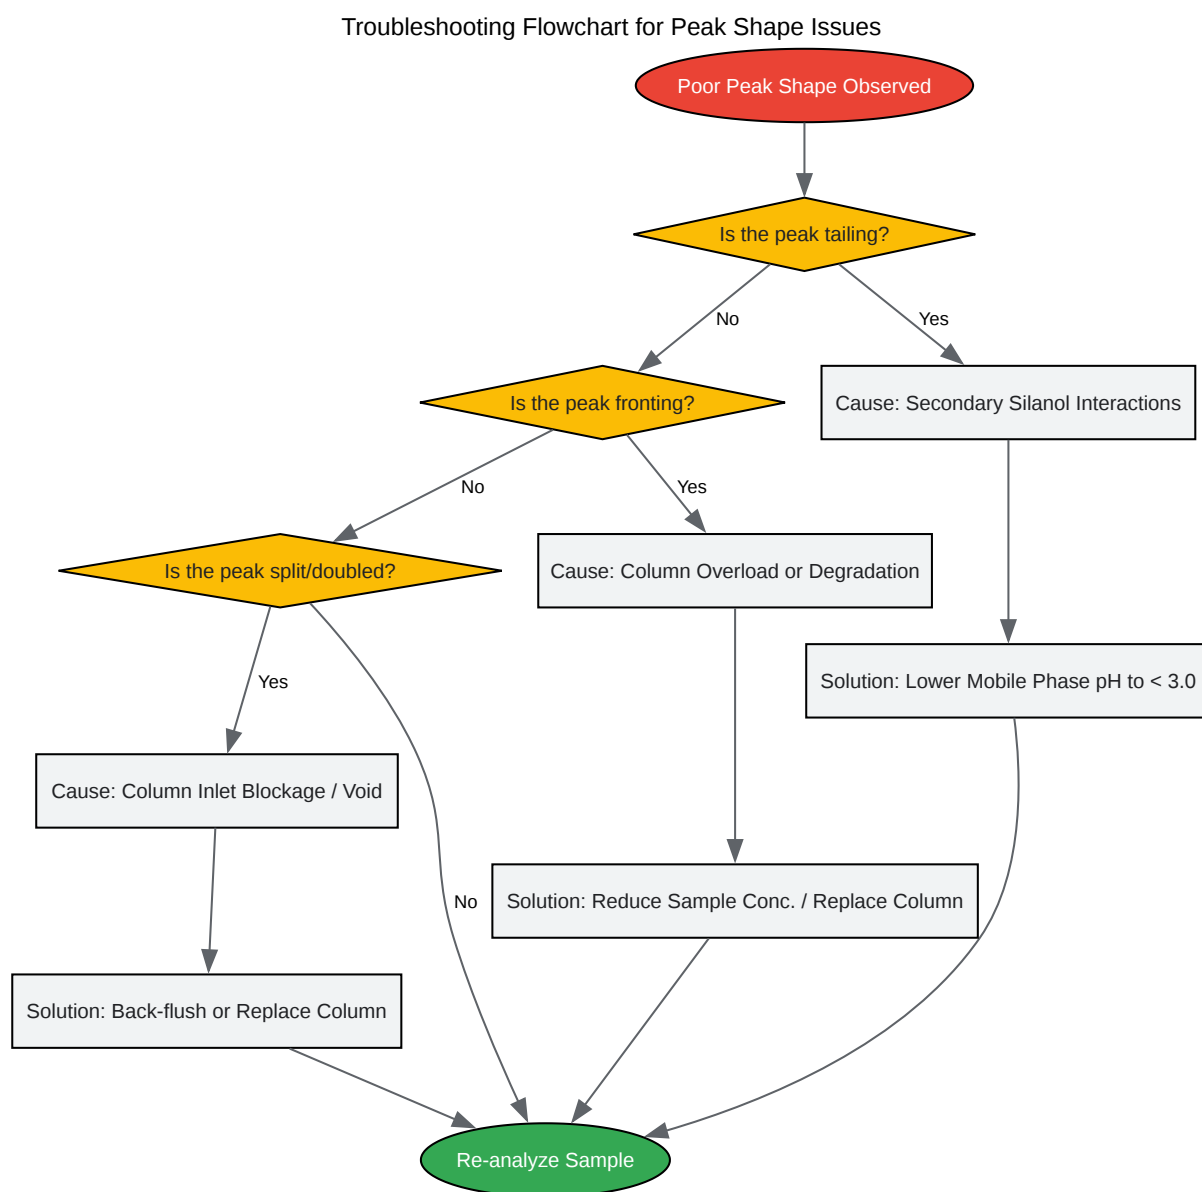 Troubleshooting Flowchart for Peak Shape Issues
Poor Peak Shape Observed
Is the peak tailing?
No
Yes
Is the peak fronting?
Cause: Secondary Silanol Interactions
No
Yes
Is the peak split/doubled?
Cause: Column Overload or Degradation
Yes
Solution: Lower Mobile Phase pH to < 3.0
Cause: Column Inlet Blockage / Void
No
Solution: Reduce Sample Conc. / Replace Column
Solution: Back-flush or Replace Column
Re-analyze Sample